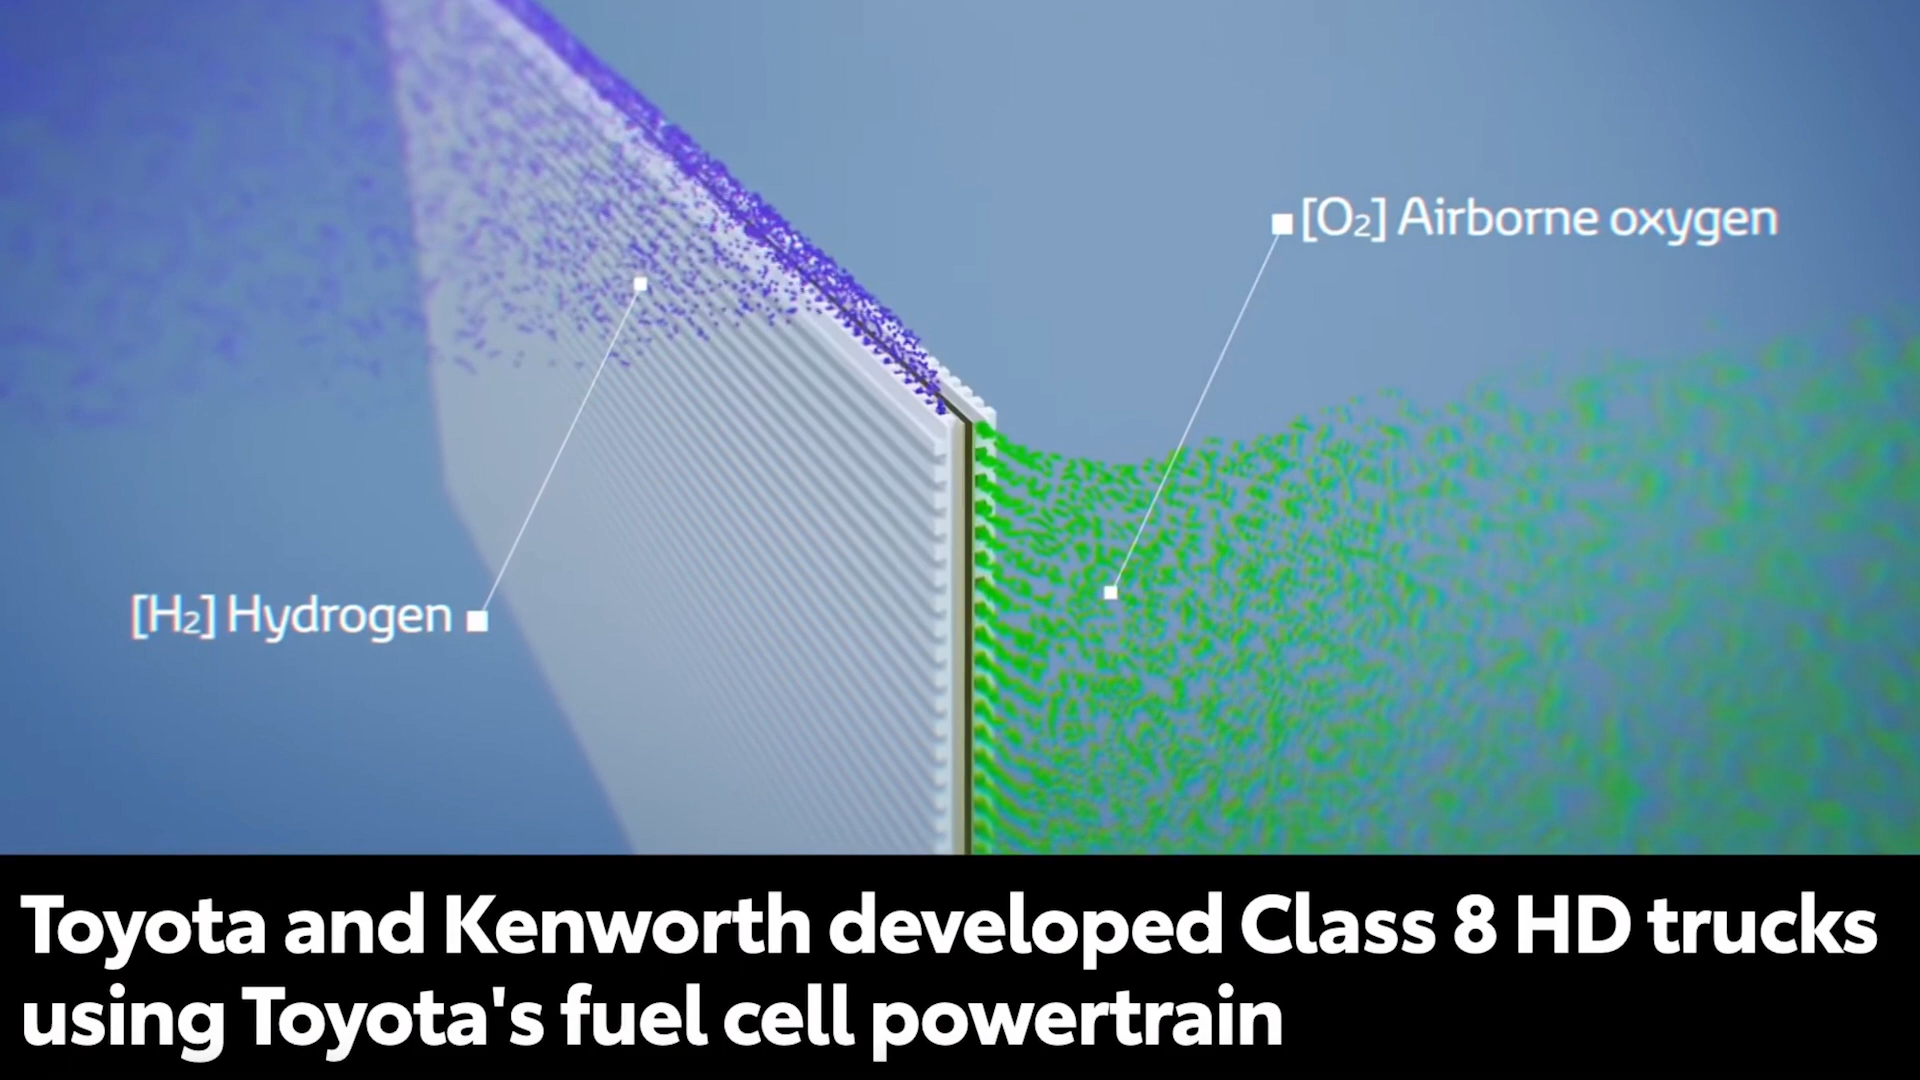 [O₂] Airborne oxygen
[H₂] Hydrogen
Toyota and Kenworth developed Class 8 HD trucks
using Toyota's fuel cell powertrain